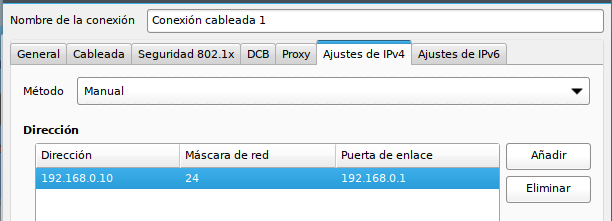 Nombre de la conexión Conexión cableada 1
General Cableada Seguridad 802.1x DCB Proxy Ajustes de IPv4 Ajustes de IPv6
Método Manual
Dirección
Dirección Máscara de red Puerta de enlace Añadir
192.168.0.10 24 192.168.0.1 Eliminar